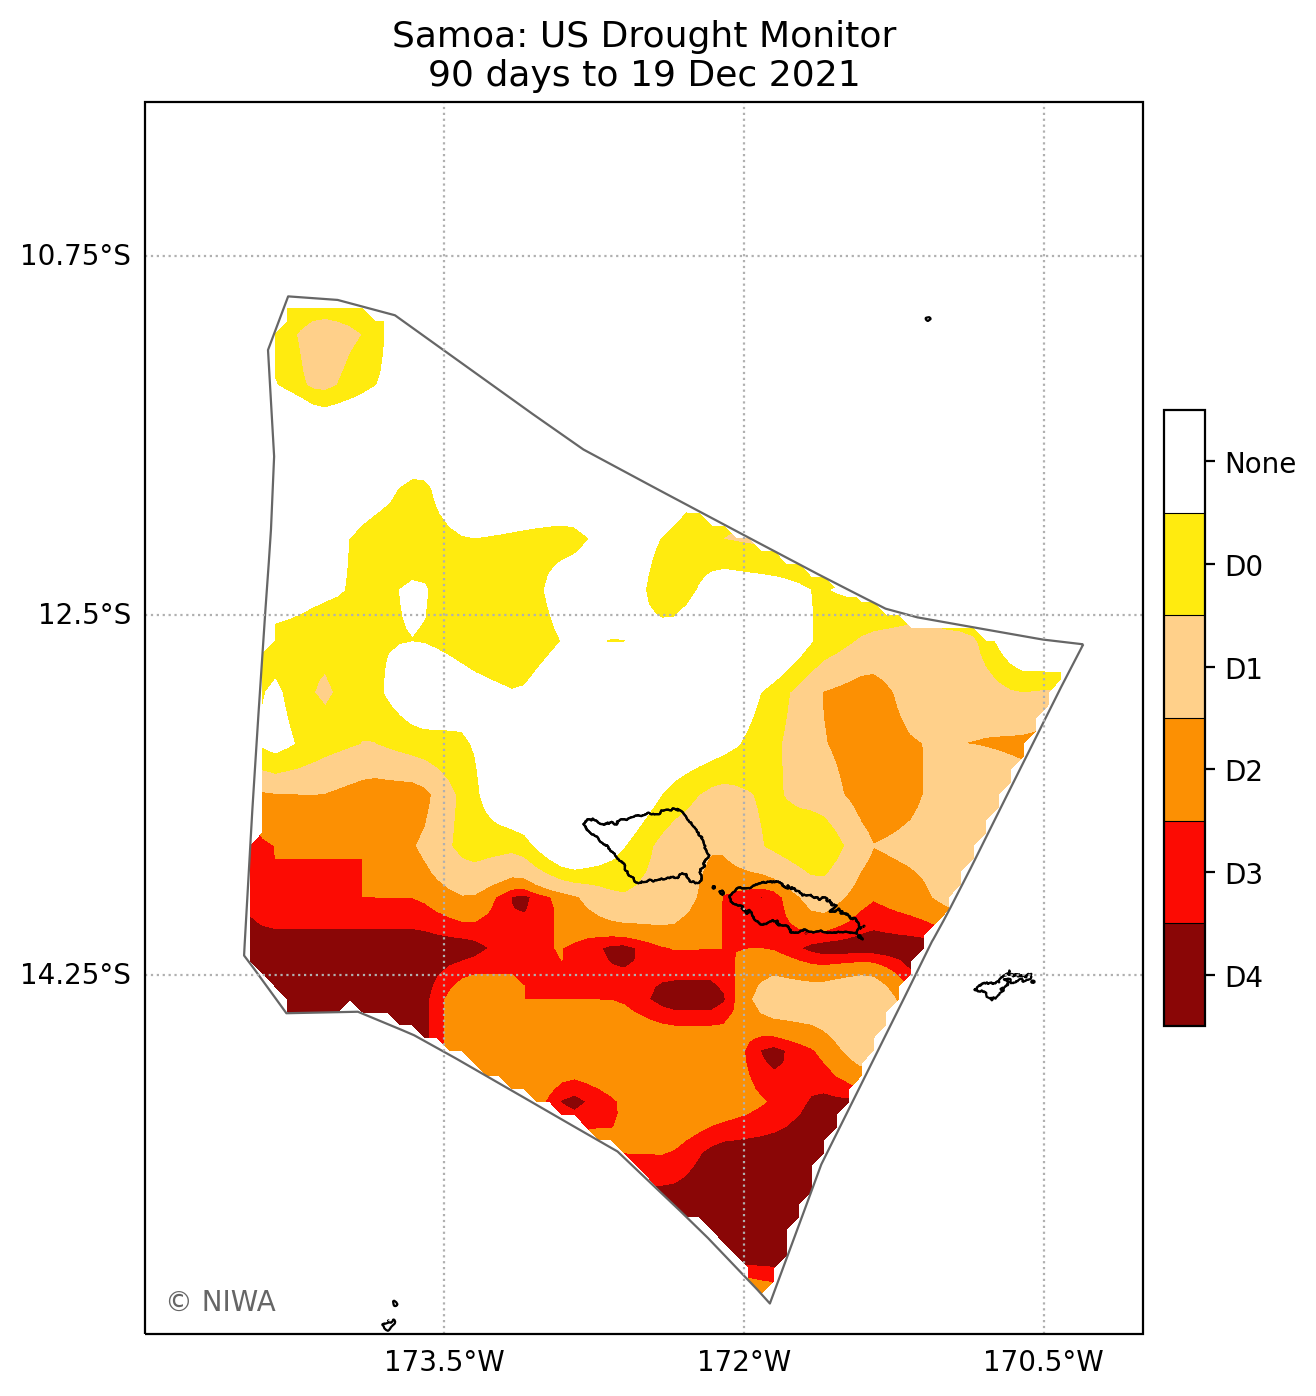 Samoa: US Drought Monitor
90 days to 19 Dec 2021
10.75°S
12.5°S
14.25°S
173.5°W
172°W
170.5°W
None
D0
D1
D2
D3
D4
© NIWA